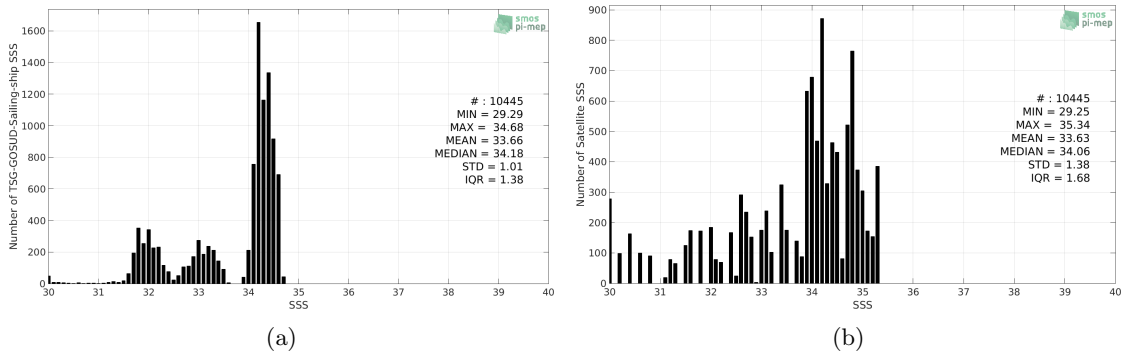 smos
pi-mep
1600
1400
1200
1000
800
600
400
200
0
Number of TSG-GOSUD-Sailing-ship SSS
# : 10445
MIN = 29.29
MAX = 34.68
MEAN = 33.66
MEDIAN = 34.18
STD = 1.01
IQR = 1.38
30 31 32 33 34 35 36 37 38 39 40
SSS
(a)
smos
pi-mep
900
800
700
600
500
400
300
200
100
0
Number of Satellite SSS
# : 10445
MIN = 29.25
MAX = 35.34
MEAN = 33.63
MEDIAN = 34.06
STD = 1.38
IQR = 1.68
30 31 32 33 34 35 36 37 38 39 40
SSS
(b)